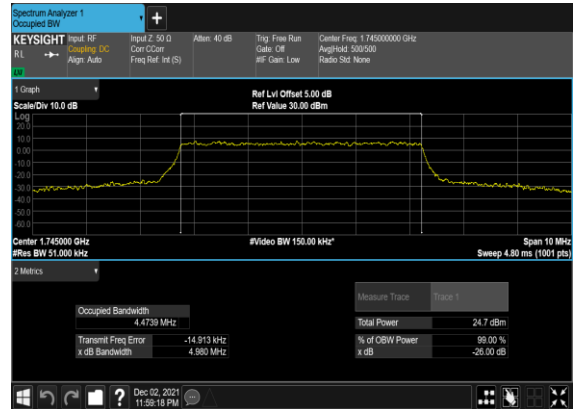 Spectrum Analyzer 1
Occupied BW
+
KEYSIGHT Input: RF Input Z: 50 Ω Atten: 40 dB Trig: Free Run Center Freq: 1.745000000 GHz
RL Coupling: DC Corr CCorr Gate: Off Avg|Hold: 500/500
Align: Auto Freq Ref: Int (S) #IF Gain: Low Radio Std: None
LW
1 Graph
Ref Lvl Offset 5.00 dB
Scale/Div 10.0 dB Ref Value 30.00 dBm
Log
20.0
10.0
0.00
-10.0
-20.0
-30.0
-40.0
-50.0
-60.0
Center 1.745000 GHz #Video BW 150.00 kHz* Span 10 MHz
#Res BW 51.000 kHz Sweep 4.80 ms (1001 pts)
2 Metrics
Measure Trace Trace 1
Occupied Bandwidth
4.4739 MHz Total Power 24.7 dBm
Transmit Freq Error -14.913 kHz % of OBW Power 99.00 %
x dB Bandwidth 4.980 MHz x dB -26.00 dB
? Dec 02, 2021
11:59:18 PM